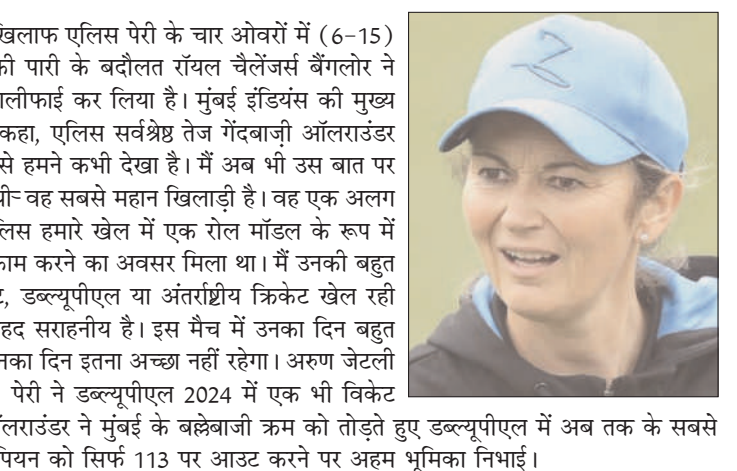 खिलाफ एलिस पेरी के चार ओवरों में (6-15)
की पारी के बदौलत रॉयल चैलेंजर्स बैंगलोर ने
ालीफाई कर लिया है। मुंबई इंडियंस की मुख्य
कहा, एलिस सर्वश्रेष्ठ तेज गेंदबाज़ी ऑलराउंडर
से हमने कभी देखा है। मैं अब भी उस बात पर
वह सबसे महान खिलाड़ी है। वह एक अलग
लिस हमारे खेल में एक रोल मॉडल के रूप में
काम करने का अवसर मिला था। मैं उनकी बहुत
डब्ल्यूपीएल या अंतर्राष्ट्रीय क्रिकेट खेल रही
हद सराहनीय है। इस मैच में उनका दिन बहुत
नका दिन इतना अच्छा नहीं रहेगा। अरुण जेटली
पेरी ने डब्ल्यूपीएल 2024 में एक भी विकेट
ॉलराउंडर ने मुंबई के बल्लेबाजी क्रम को तोड़ते हुए डब्ल्यूपीएल में अब तक के सबसे
पियन को सिर्फ 113 पर आउट करने पर अहम भूमिका निभाई।